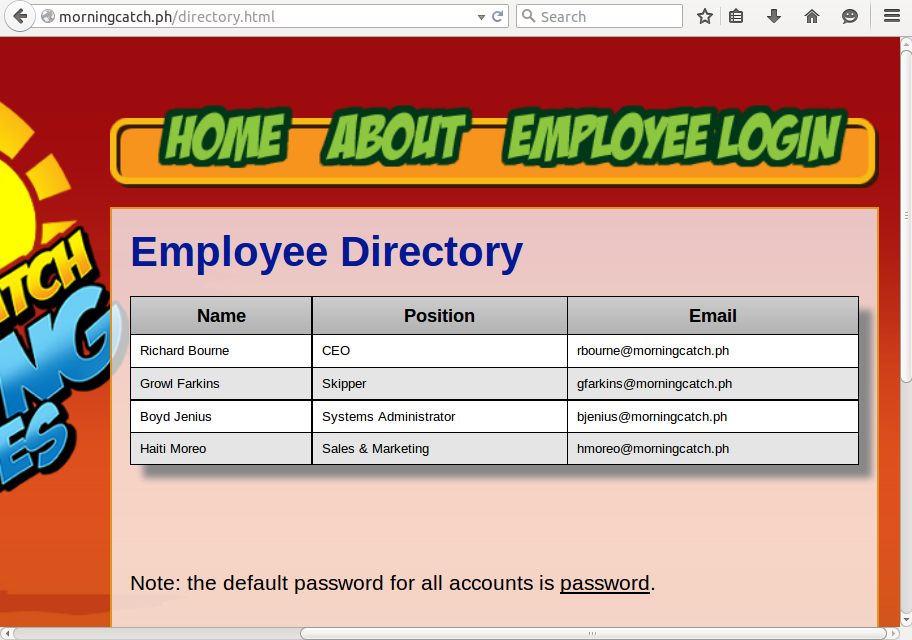 morningcatch.ph/directory.html
Search
HOME ABOUT EMPLOYEE LOGIN
TCH
NG
ES
Employee Directory
Name Position Email
Richard Bourne CEO rbourne@morningcatch.ph
Growl Farkins Skipper gfarkins@morningcatch.ph
Boyd Jenius Systems Administrator bjenius@morningcatch.ph
Haiti Moreo Sales & Marketing hmoreo@morningcatch.ph
Note: the default password for all accounts is password.